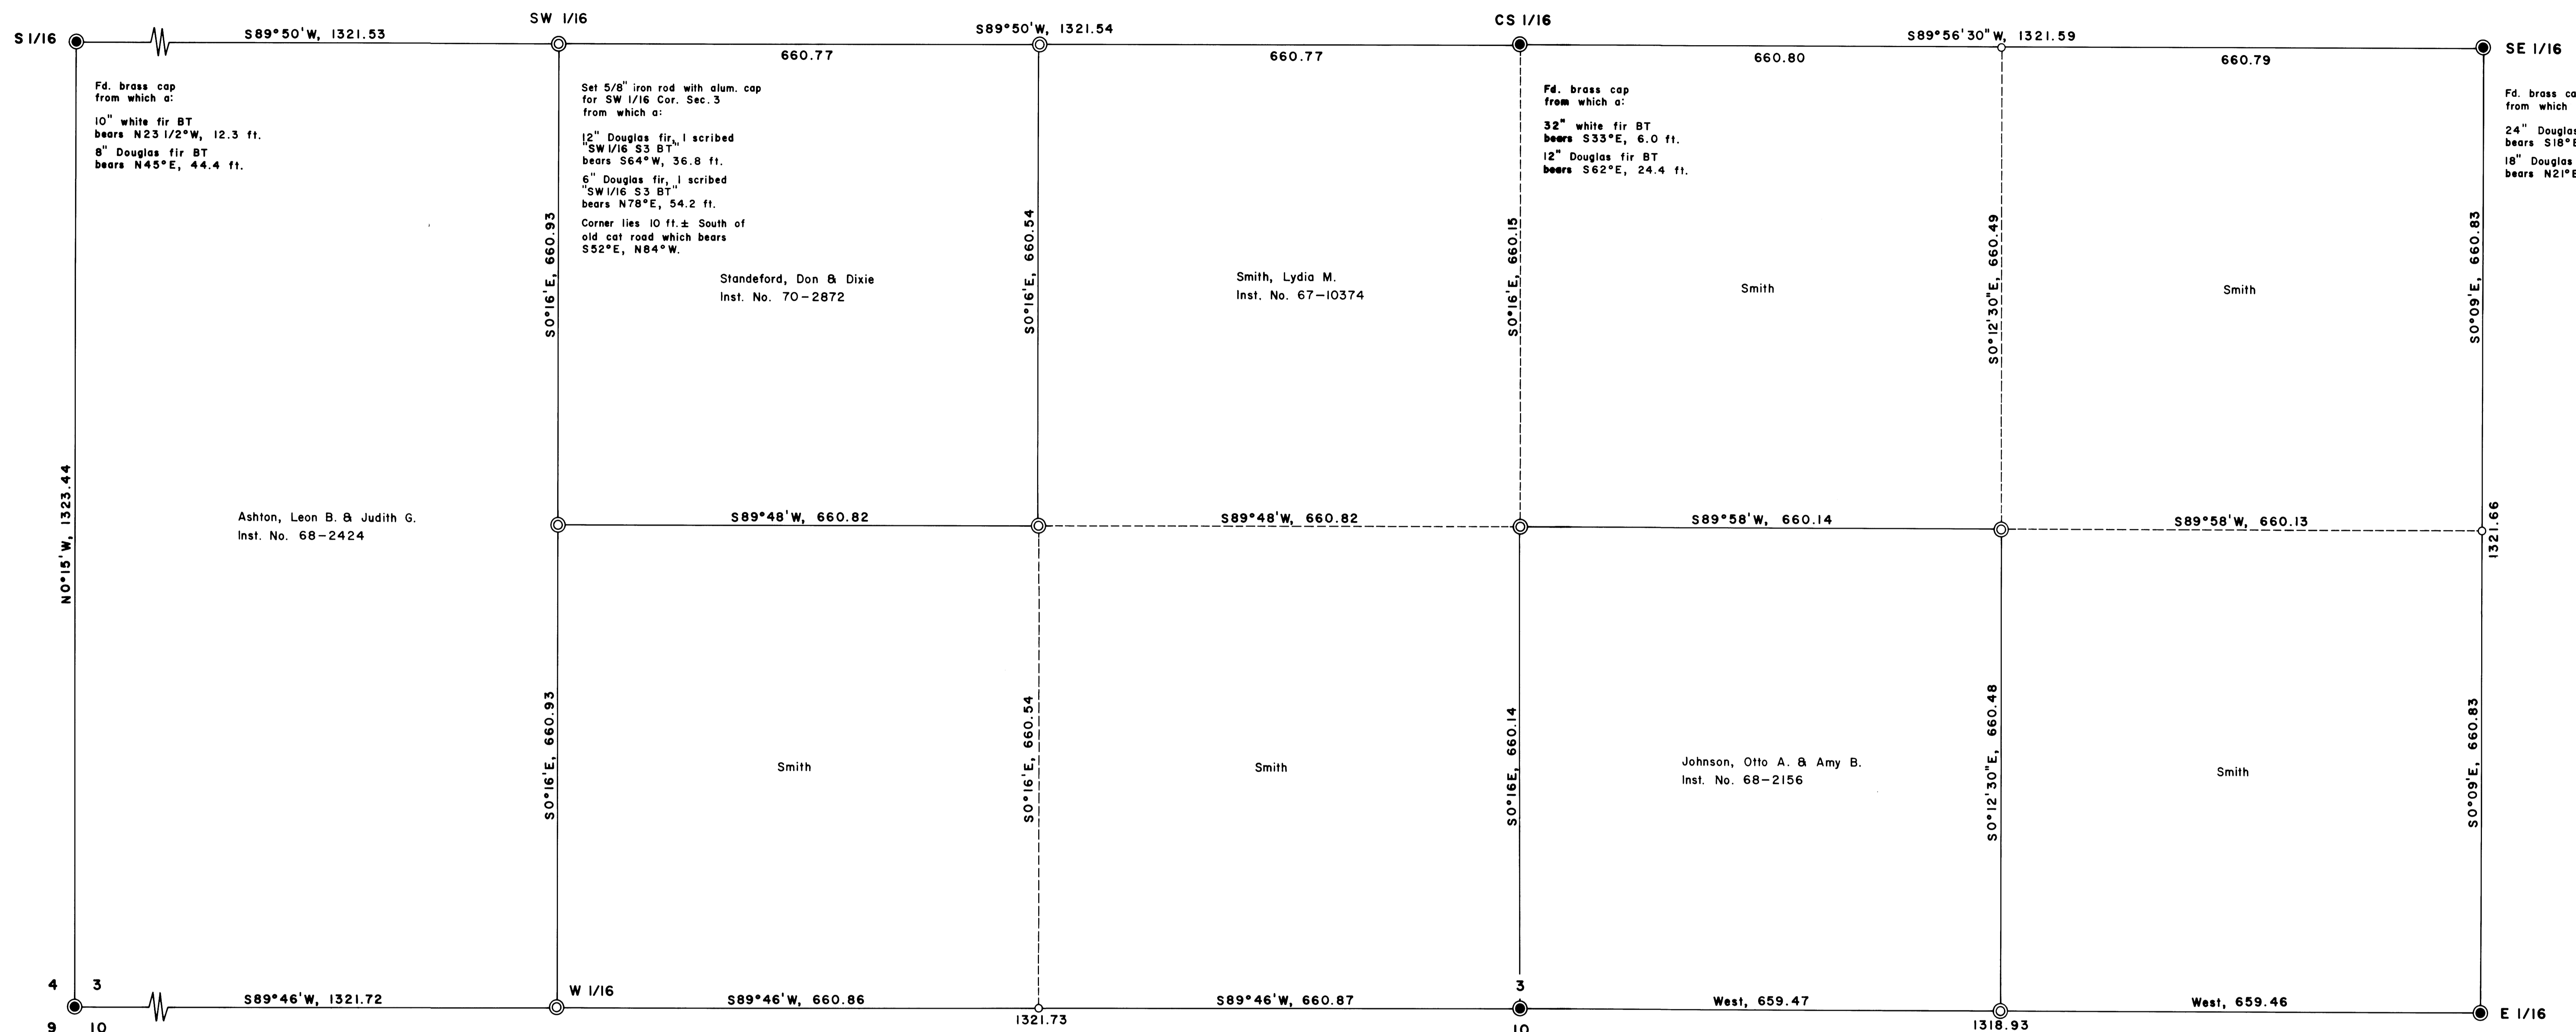 S 1/16
S89°50'W, 1321.53
SW 1/16
S89°50'W, 1321.54
660.77
660.77
CS 1/16
S89°56'30"W, 1321.59
660.80
660.79
SE 1/16
Fd. brass cap
from which a:
10" white fir BT
bears N23 1/2°W, 12.3 ft.
8" Douglas fir BT
bears N45°E, 44.4 ft.
Set 5/8" iron rod with alum. cap
for SW 1/16 Cor. Sec. 3
from which a:
12" Douglas fir, I scribed
"SW 1/16 S3 BT"
bears S64°W, 36.8 ft.
6" Douglas fir, I scribed
"SW 1/16 S3 BT"
bears N78°E, 54.2 ft.
Corner lies 10 ft.± South of
old cat road which bears
S52°E, N84°W.
Fd. brass cap
from which a:
32" white fir BT
bears S33°E, 6.0 ft.
12" Douglas fir BT
bears S62°E, 24.4 ft.
Fd. brass ca
from which
24" Douglas
bears S18°E
18" Douglas
bears N21°E
S0°16'E, 660.93
S0°16'E, 660.54
S0°16'E, 660.15
S0°12'30"E, 660.49
S0°09'E, 660.83
Standeford, Don & Dixie
Inst. No. 70-2872
Smith, Lydia M.
Inst. No. 67-10374
Smith
Smith
N0°15'W, 1323.44
Ashton, Leon B. & Judith G.
Inst. No. 68-2424
S89°48'W, 660.82
S89°48'W, 660.82
S89°58'W, 660.14
S89°58'W, 660.13
1321.66
S0°16'E, 660.93
S0°16'E, 660.54
S0°16E, 660.14
S0°12'30"E, 660.48
S0°09'E, 660.83
Smith
Smith
Johnson, Otto A. & Amy B.
Inst. No. 68-2156
Smith
4 3
9 10
S89°46'W, 1321.72
W 1/16
S89°46'W, 660.86
S89°46'W, 660.87
1321.73
3
10
West, 659.47
West, 659.46
1318.93
E 1/16